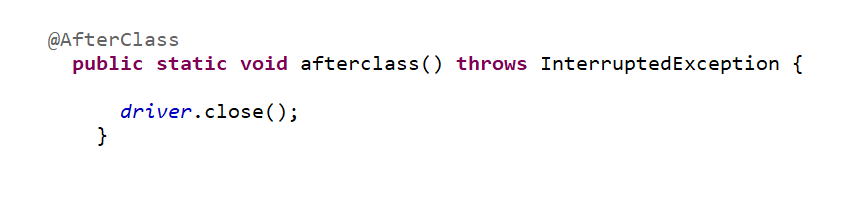 @AfterClass
public static void afterclass() throws InterruptedException {
driver.close();
}